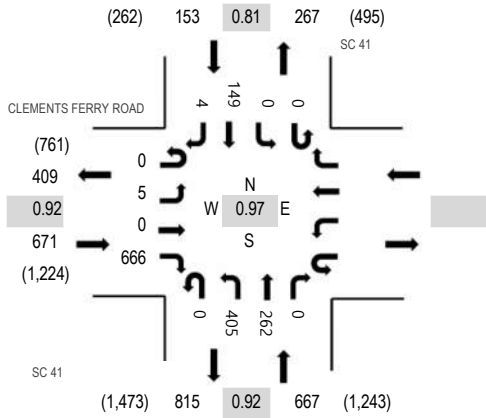 (262) 153 0.81 267 (495)
SC 41
4 149 0 0
CLEMENTS FERRY ROAD
(761)
409
0
5
0.92
0
671
666
(1,224)
N
W 0.97 E
S
0 405 262 0
SC 41
(1,473) 815 0.92 667 (1,243)